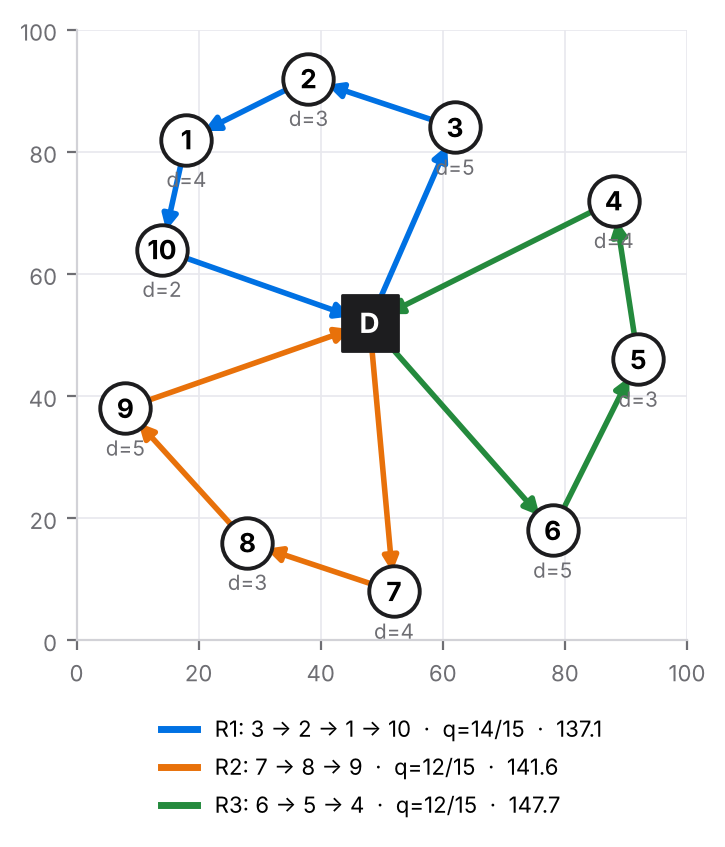 100
2
d=3
3
d=5
1
d=4
80
4
d=4
10
d=2
60
D
5
d=3
40
9
d=5
20
6
d=5
8
d=3
7
d=4
0
0 20 40 60 80 100
R1: 3 → 2 → 1 → 10 · q=14/15 · 137.1
R2: 7 → 8 → 9 · q=12/15 · 141.6
R3: 6 → 5 → 4 · q=12/15 · 147.7